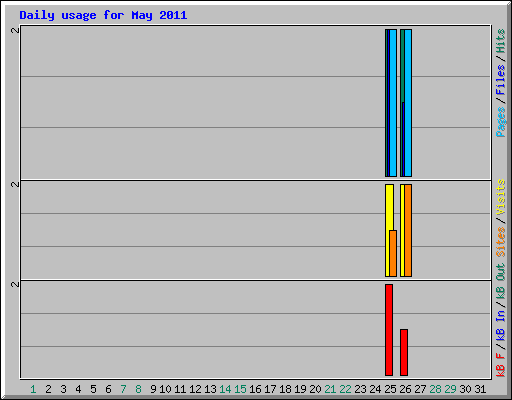 Daily usage for May 2011
2
2
2
Pages / Files / Hits
Sites / Visits
kB F / kB In / kB Out
1 2 3 4 5 6 7 8 9 10 11 12 13 14 15 16 17 18 19 20 21 22 23 24 25 26 27 28 29 30 31